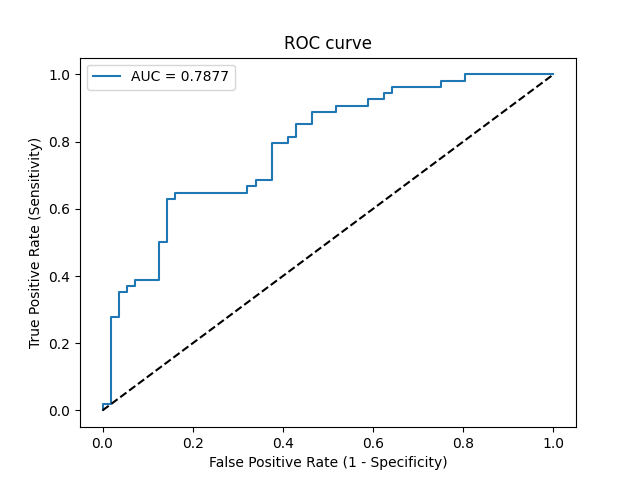 ROC curve
AUC = 0.7877
True Positive Rate (Sensitivity)
1.0
0.8
0.6
0.4
0.2
0.0
0.0 0.2 0.4 0.6 0.8 1.0
False Positive Rate (1 - Specificity)